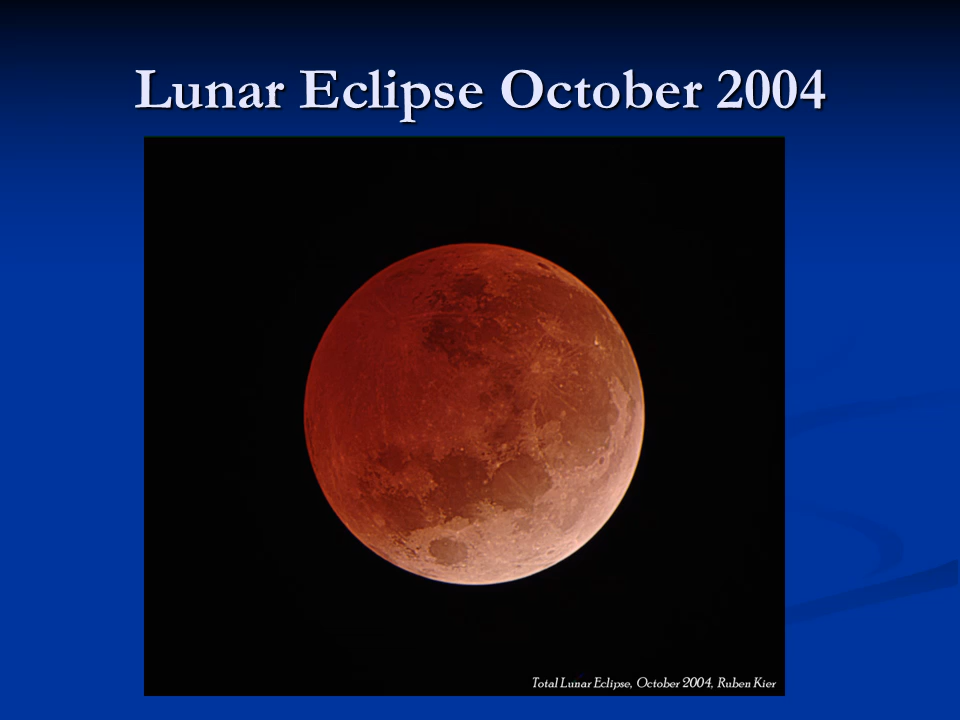 Lunar Eclipse October 2004
Total Lunar Eclipse, October 2004, Ruben Kier